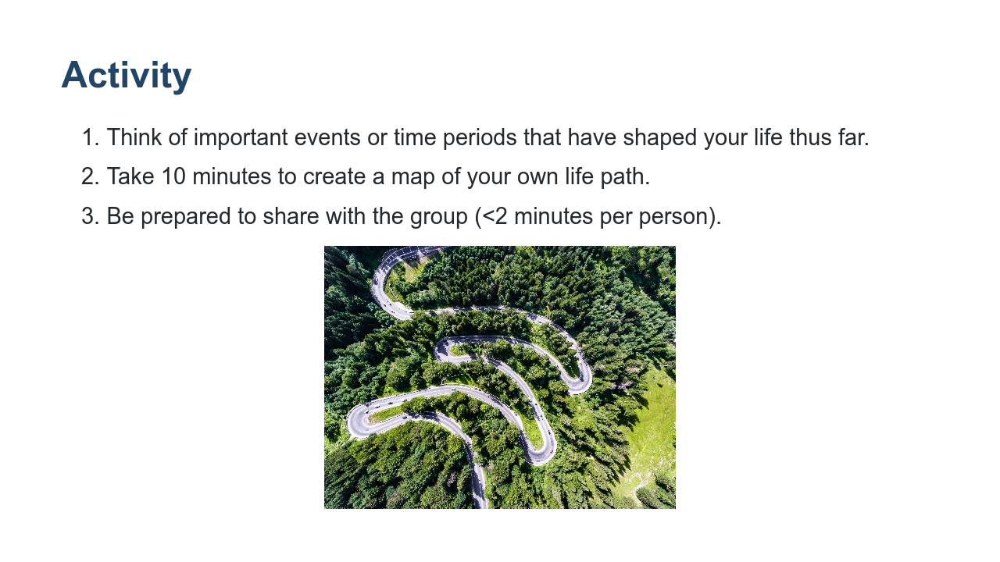 Activity
1. Think of important events or time periods that have shaped your life thus far.
2. Take 10 minutes to create a map of your own life path.
3. Be prepared to share with the group (<2 minutes per person).